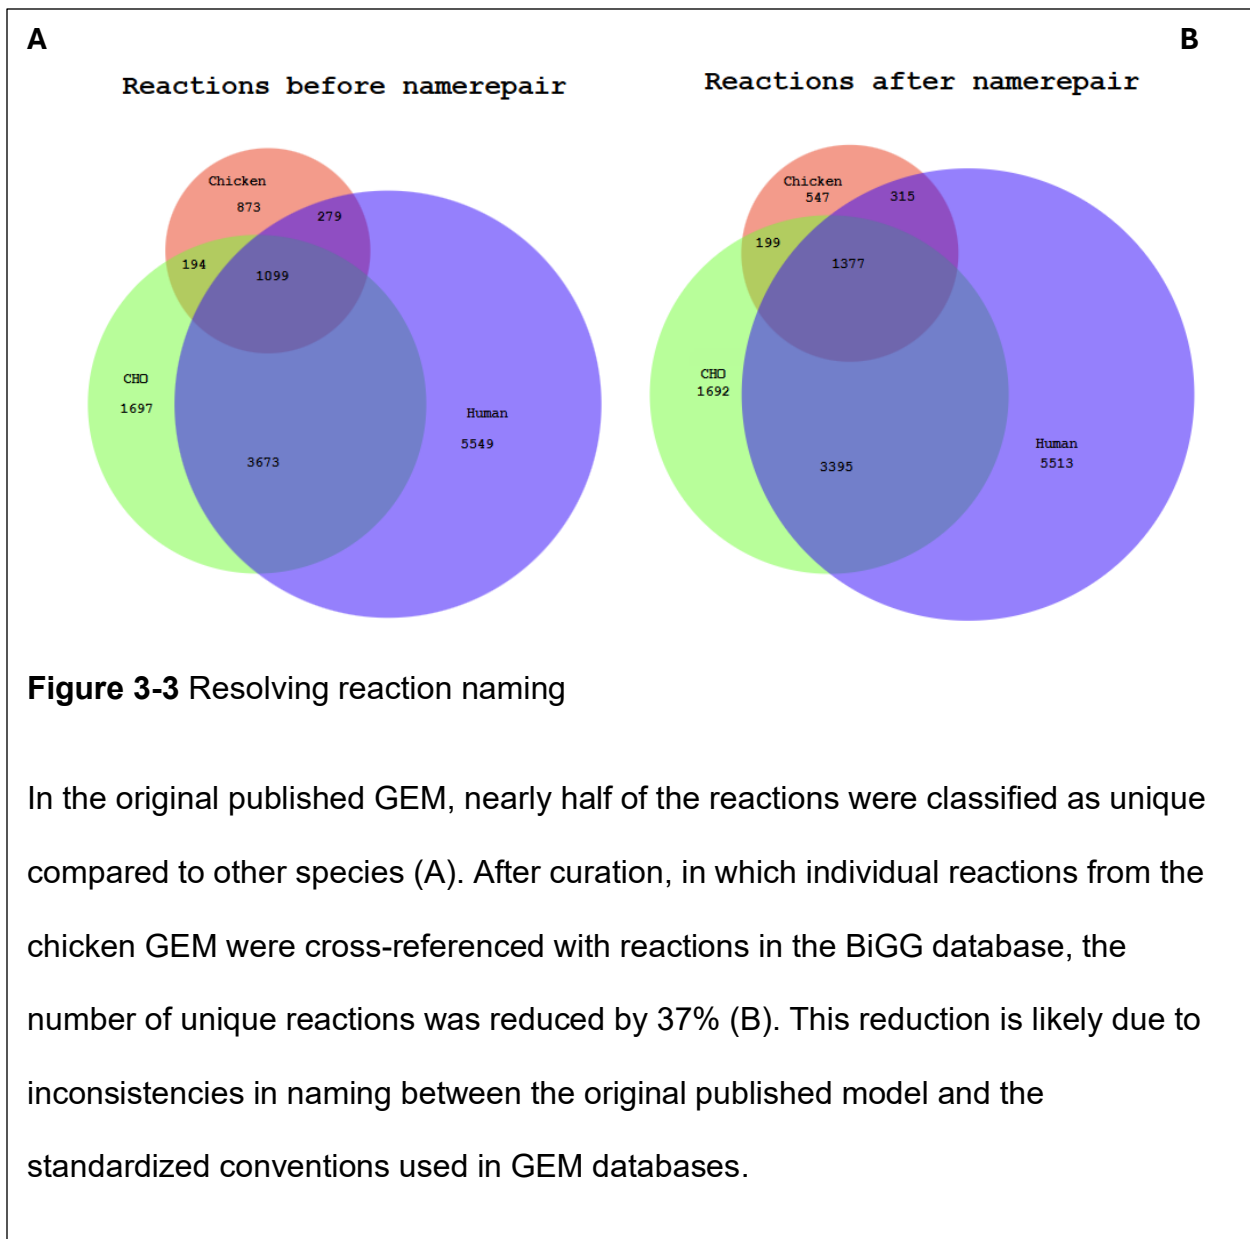 A
B
Reactions before namerepair
Reactions after namerepair
Chicken
873
279
194
1099
CHO
1697
Human
5549
3673
Chicken
547
315
199
1377
CHO
1692
Human
5513
3395
Figure 3-3 Resolving reaction naming
In the original published GEM, nearly half of the reactions were classified as unique
compared to other species (A). After curation, in which individual reactions from the
chicken GEM were cross-referenced with reactions in the BiGG database, the
number of unique reactions was reduced by 37% (B). This reduction is likely due to
inconsistencies in naming between the original published model and the
standardized conventions used in GEM databases.